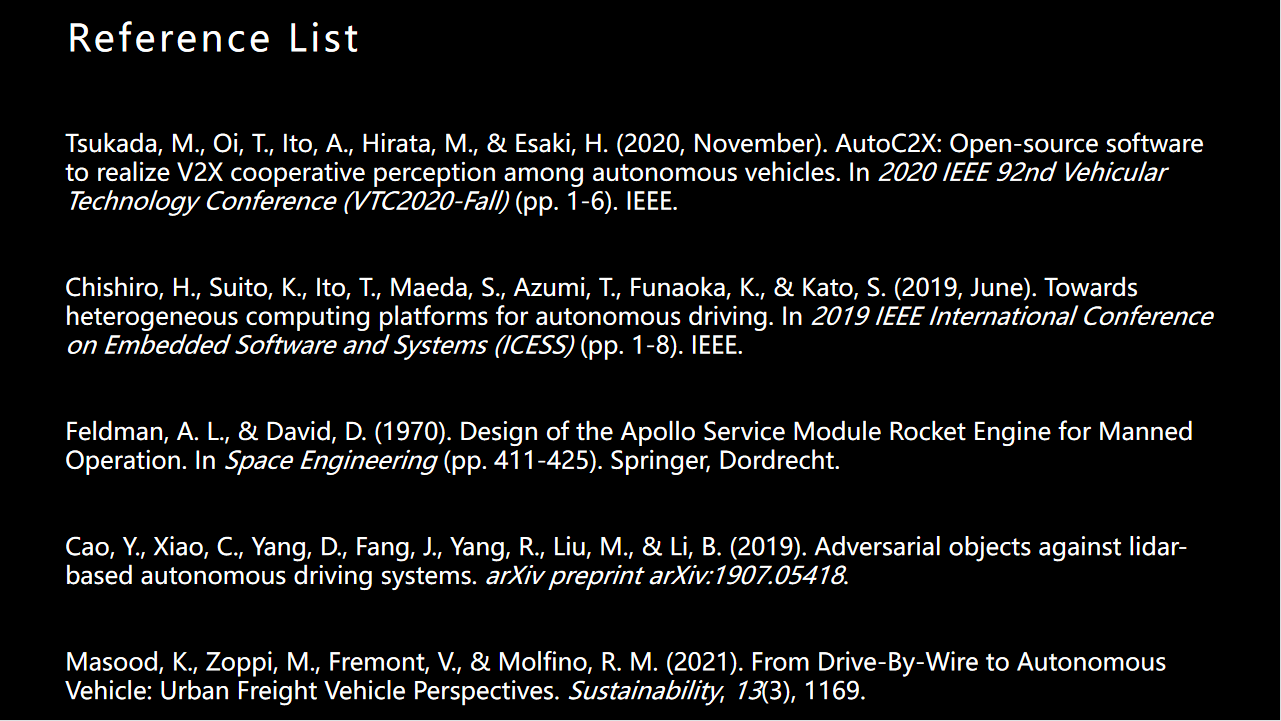 Reference List
Tsukada, M., Oi, T., Ito, A., Hirata, M., & Esaki, H. (2020, November). AutoC2X: Open-source software
to realize V2X cooperative perception among autonomous vehicles. In 2020 IEEE 92nd Vehicular
Technology Conference (VTC2020-Fall) (pp. 1-6). IEEE.
Chishiro, H., Suito, K., Ito, T., Maeda, S., Azumi, T., Funaoka, K., & Kato, S. (2019, June). Towards
heterogeneous computing platforms for autonomous driving. In 2019 IEEE International Conference
on Embedded Software and Systems (ICESS) (pp. 1-8). IEEE.
Feldman, A. L., & David, D. (1970). Design of the Apollo Service Module Rocket Engine for Manned
Operation. In Space Engineering (pp. 411-425). Springer, Dordrecht.
Cao, Y., Xiao, C., Yang, D., Fang, J., Yang, R., Liu, M., & Li, B. (2019). Adversarial objects against lidar-
based autonomous driving systems. arXiv preprint arXiv:1907.05418.
Masood, K., Zoppi, M., Fremont, V., & Molfino, R. M. (2021). From Drive-By-Wire to Autonomous
Vehicle: Urban Freight Vehicle Perspectives. Sustainability, 13(3), 1169.